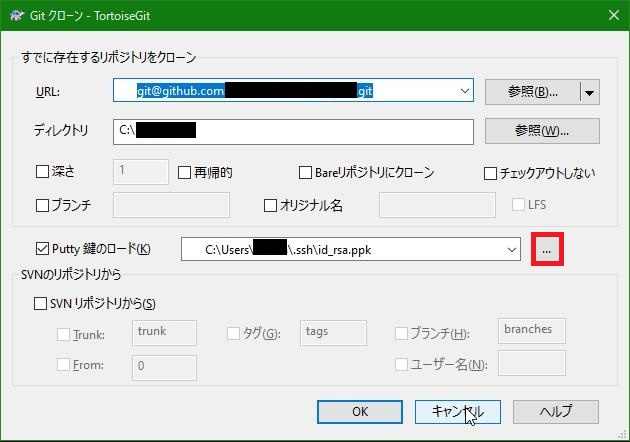 Git クローン - TortoiseGit
すでに存在するリポジトリをクローン
URL: git@github.com git 参照(B)...
ディレクトリ C:\ 参照(W)...
深さ 1 再帰的 Bareリポジトリにクローン チェックアウトしない
ブランチ オリジナル名 LFS
Putty 鍵のロード(K) C:\Users\ \.ssh\id_rsa.ppk ...
SVNのリポジトリから
SVN リポジトリから(S)
Trunk: trunk タグ(G): tags ブランチ(H): branches
From: 0 ユーザー名(N):
OK キャンセル ヘルプ